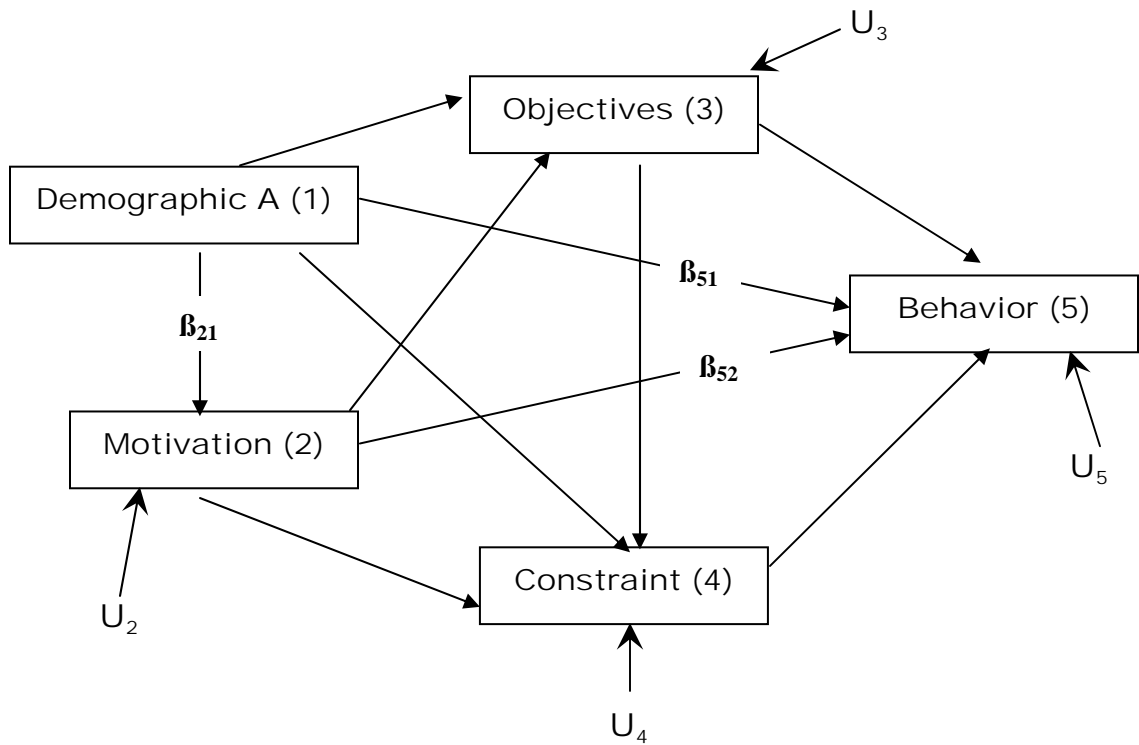 U₃
Objectives (3)
Demographic A (1)
ß₅₁
Behavior (5)
ß₂₁
ß₅₂
Motivation (2)
U₅
Constraint (4)
U₂
U₄